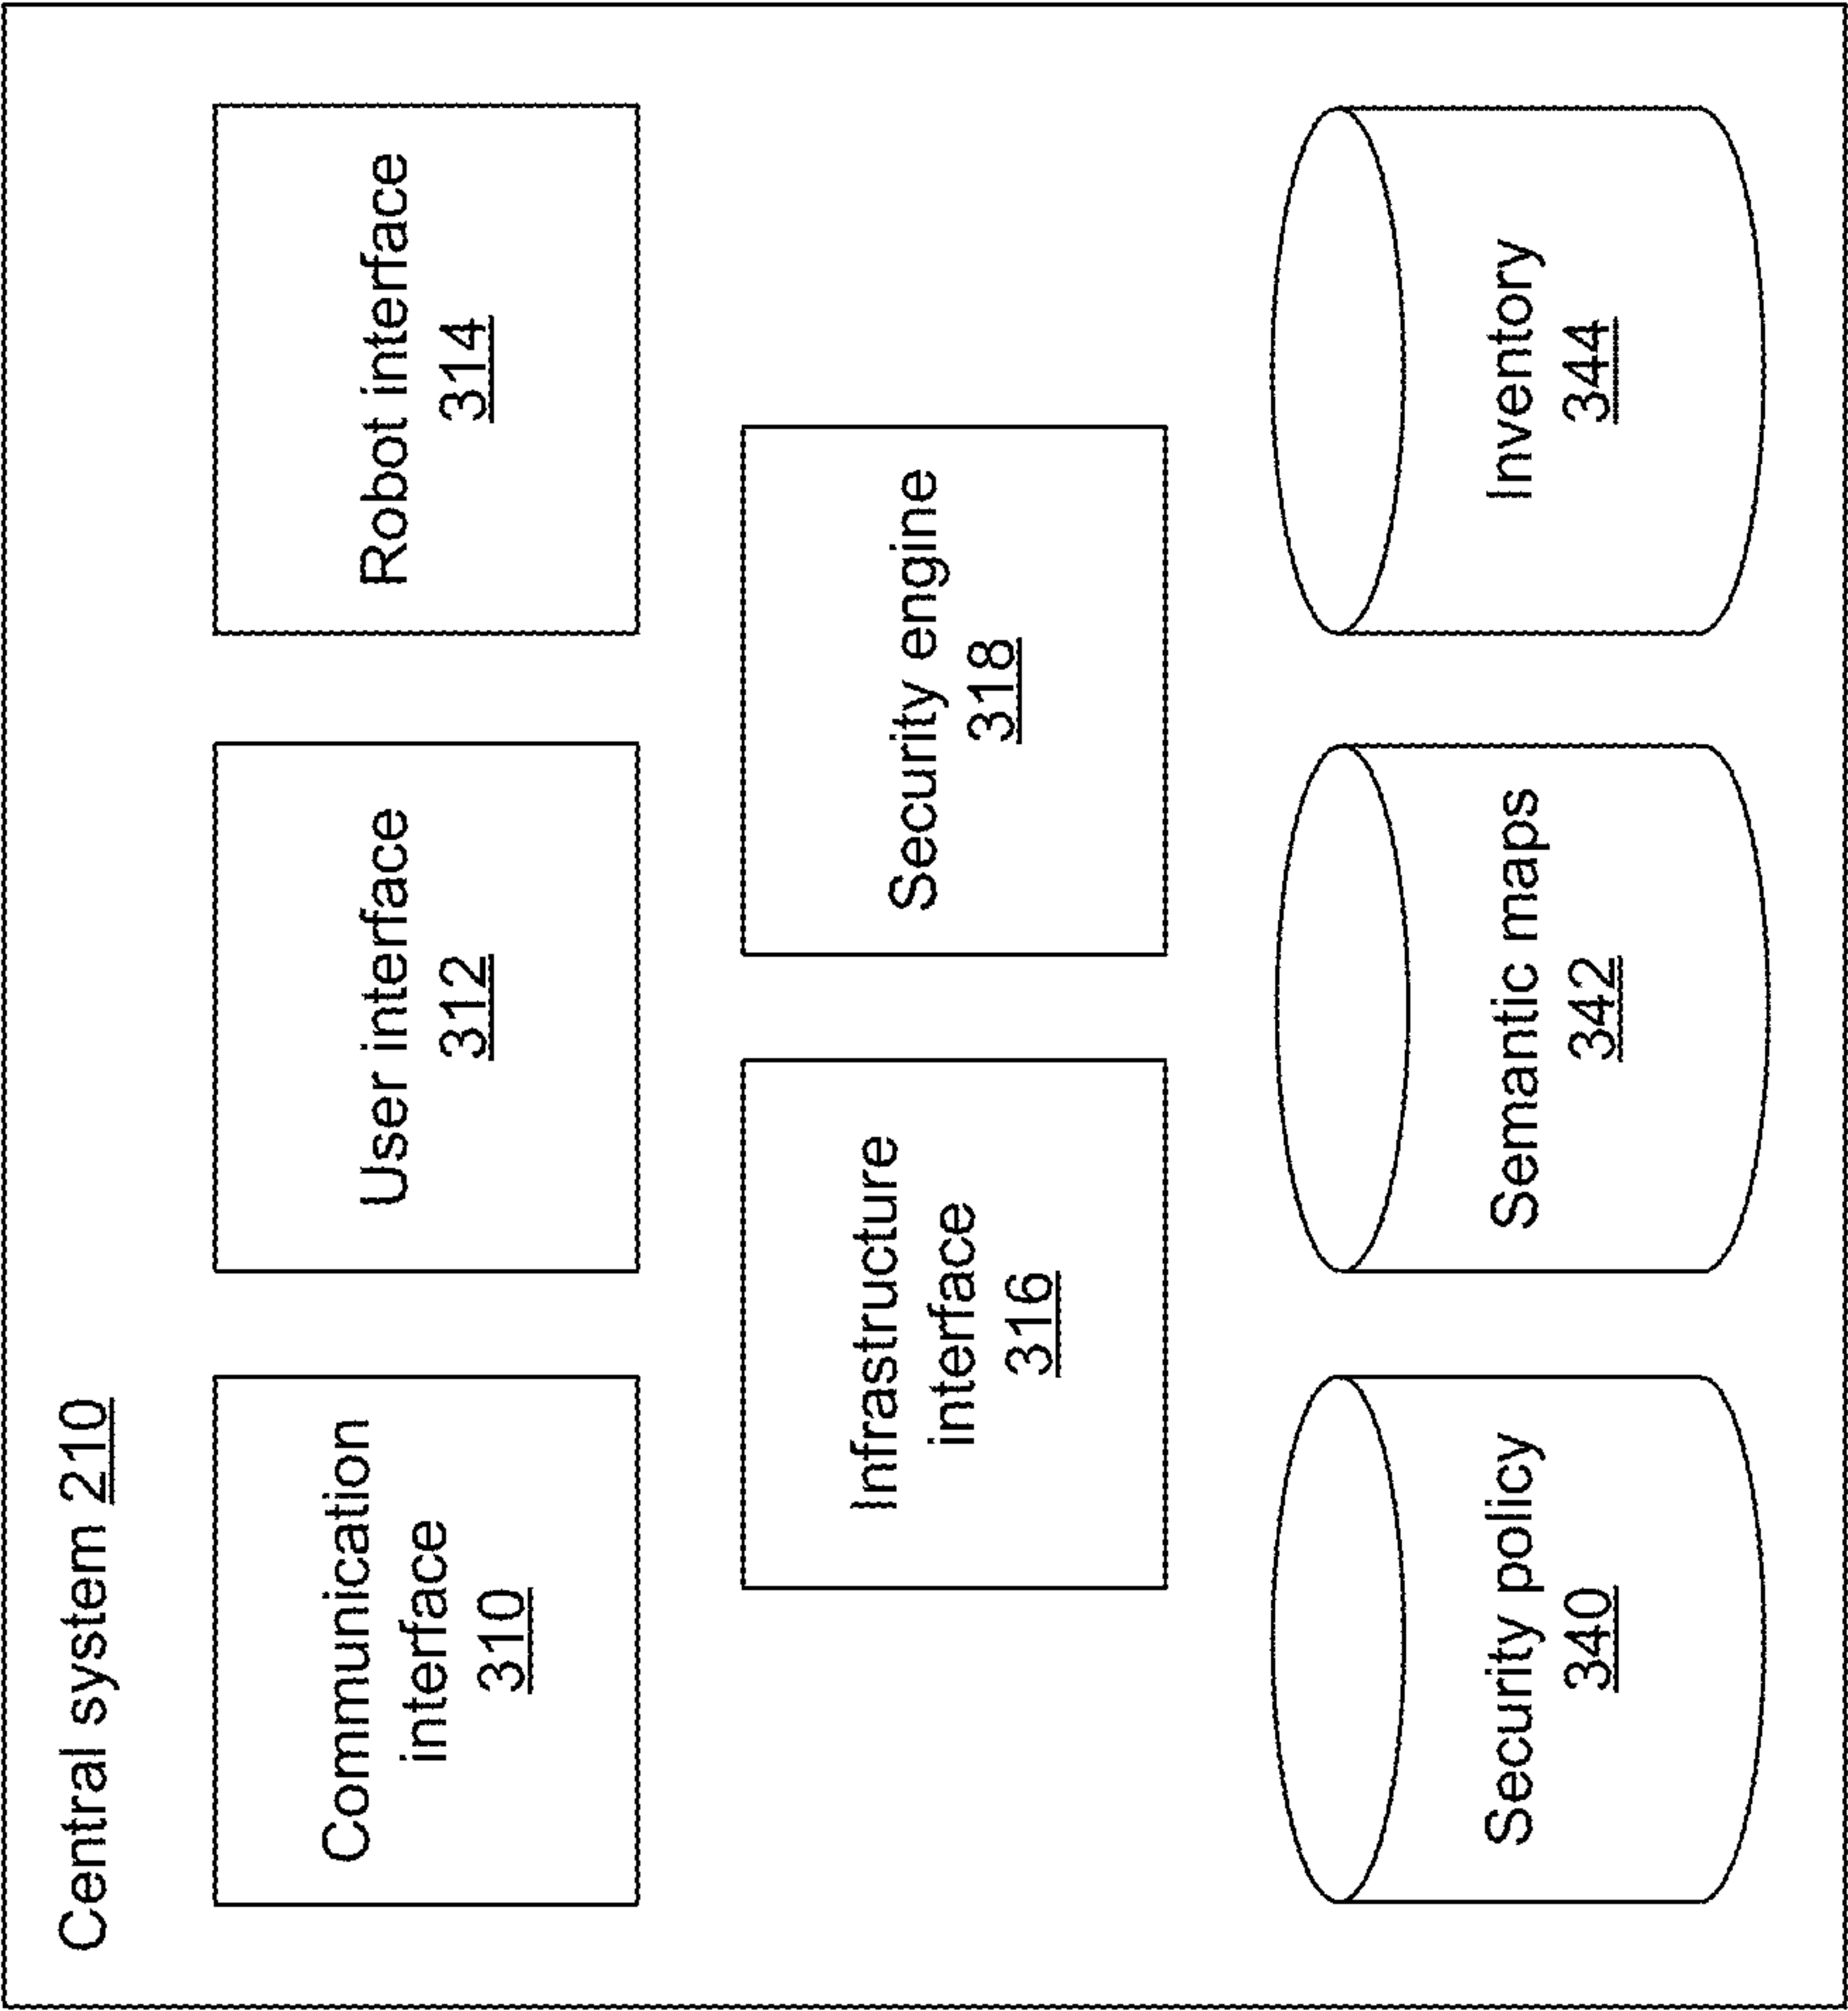 Central system 210
Communication
interface
310
User interface
312
Robot interface
314
Infrastructure
interface
316
Security engine
318
Security policy
340
Semantic maps
342
Inventory
344